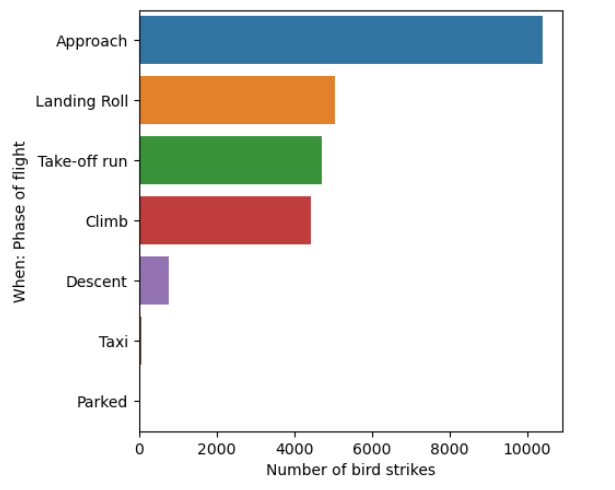 Approach
Landing Roll
Take-off run
Climb
Descent
Taxi
Parked
When: Phase of flight
0 2000 4000 6000 8000 10000
Number of bird strikes